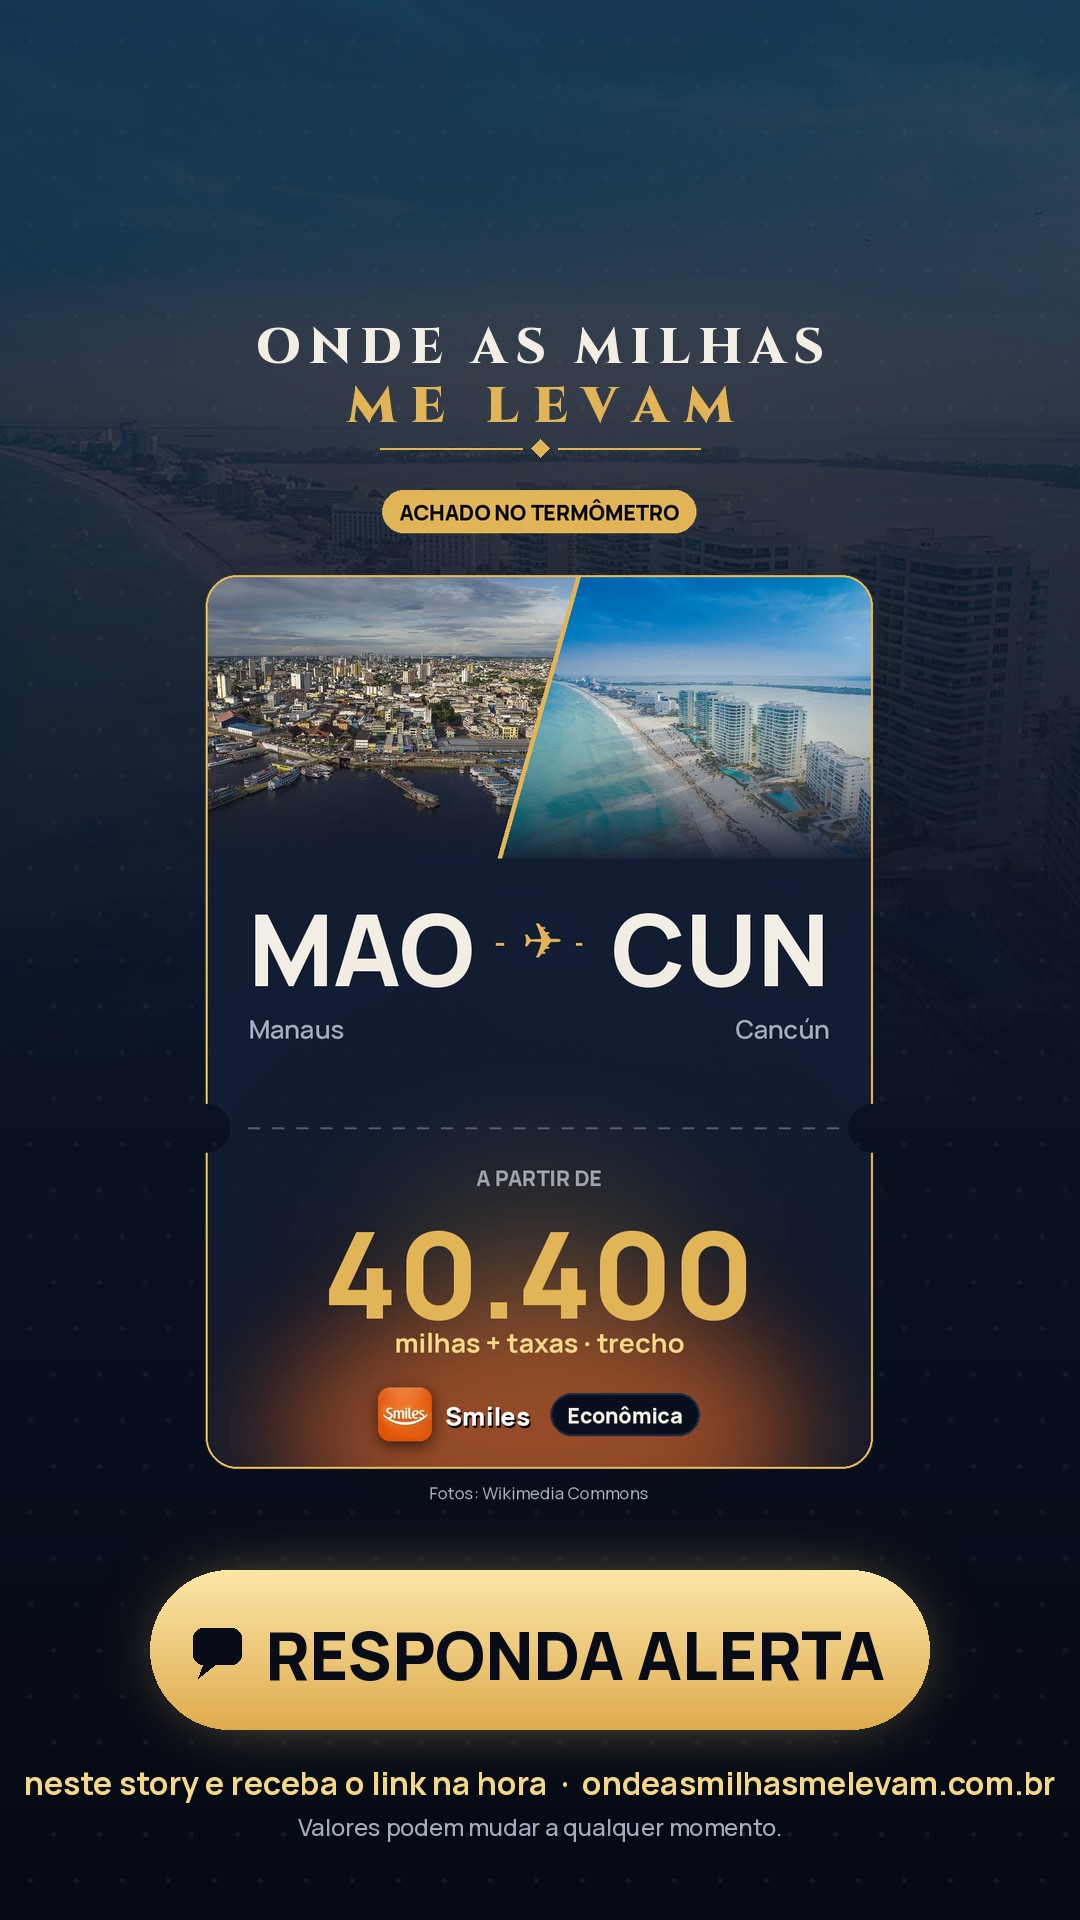 ONDE AS MILHAS
ME LEVAM
ACHADO NO TERMÔMETRO
MAO CUN
Manaus Cancún
A PARTIR DE
40.400
milhas + taxas · trecho
Smiles Smiles Econômica
Fotos: Wikimedia Commons
RESPONDA ALERTA
neste story e receba o link na hora · ondeasmilhasmelevam.com.br
Valores podem mudar a qualquer momento.